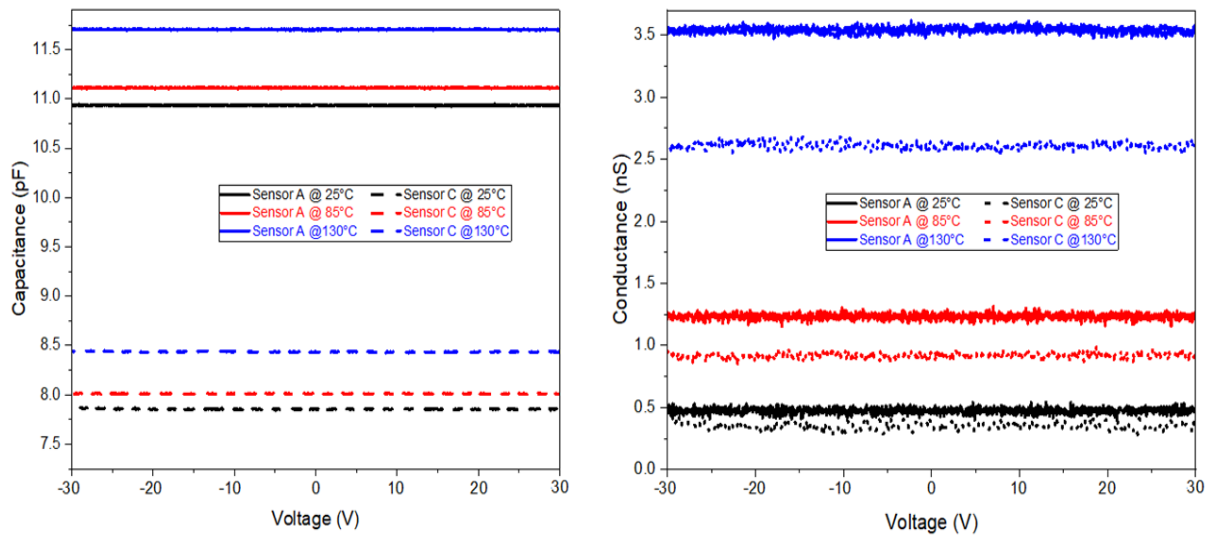 11.5
11.0
10.5
10.0
9.5
9.0
8.5
8.0
7.5
Capacitance (pF)
Sensor A @ 25°C Sensor C @ 25°C
Sensor A @ 85°C Sensor C @ 85°C
Sensor A @130°C Sensor C @130°C
-30 -20 -10 0 10 20 30
Voltage (V)
3.5
3.0
2.5
2.0
1.5
1.0
0.5
0.0
Conductance (nS)
Sensor A @ 25°C Sensor C @ 25°C
Sensor A @ 85°C Sensor C @ 85°C
Sensor A @130°C Sensor C @130°C
-30 -20 -10 0 10 20 30
Voltage (V)